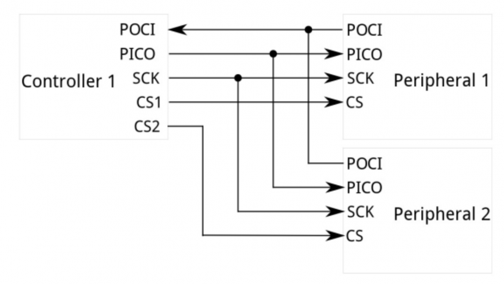 POCI
PICO
Controller 1 SCK
CS1
CS2
POCI
PICO
SCK Peripheral 1
CS
POCI
PICO
SCK Peripheral 2
CS